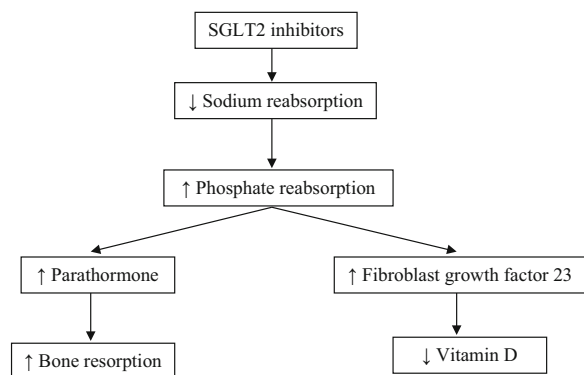 SGLT2 inhibitors
↓ Sodium reabsorption
↑ Phosphate reabsorption
↑ Parathormone
↑ Fibroblast growth factor 23
↑ Bone resorption
↓ Vitamin D